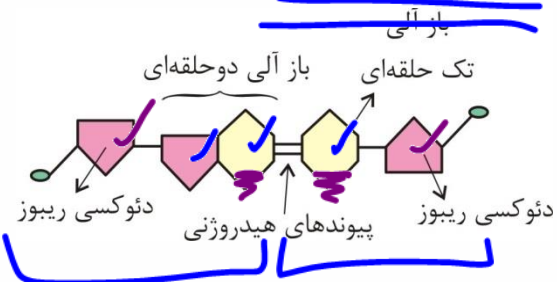 باز آلی
تک حلقه‌ای
باز آلی دوحلقه‌ای
دئوکسی ریبوز
پیوندهای هیدروژنی
دئوکسی ریبوز